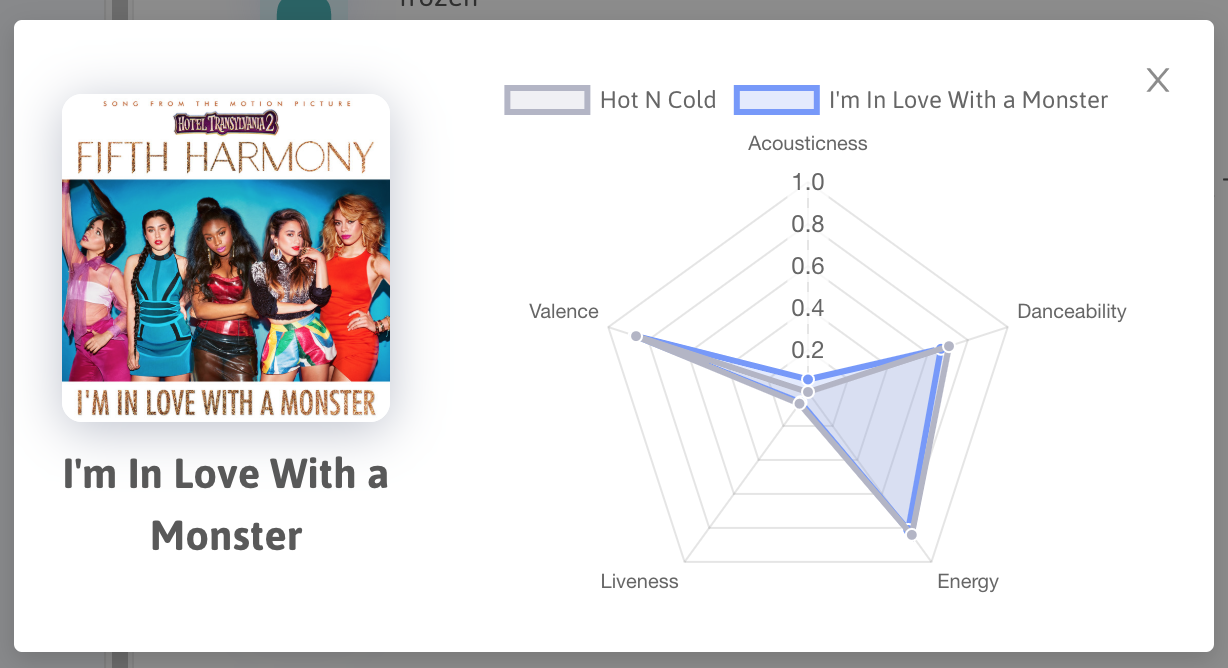 frozen
X
SONG FROM THE MOTION PICTURE
HOTEL TRANSYLVANIA 2
FIFTH HARMONY
I'M IN LOVE WITH A MONSTER
I'm In Love With a
Monster
Hot N Cold
I'm In Love With a Monster
Acousticness
1.0
0.8
0.6
0.4
0.2
Valence
Danceability
Liveness
Energy